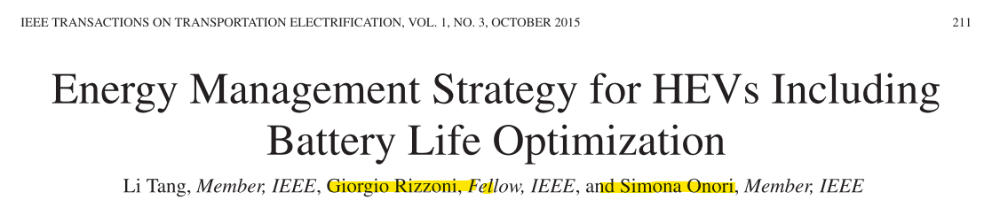 IEEE TRANSACTIONS ON TRANSPORTATION ELECTRIFICATION, VOL. 1, NO. 3, OCTOBER 2015 211
Energy Management Strategy for HEVs Including
Battery Life Optimization
Li Tang, Member, IEEE, Giorgio Rizzoni, Fellow, IEEE, and Simona Onori, Member, IEEE